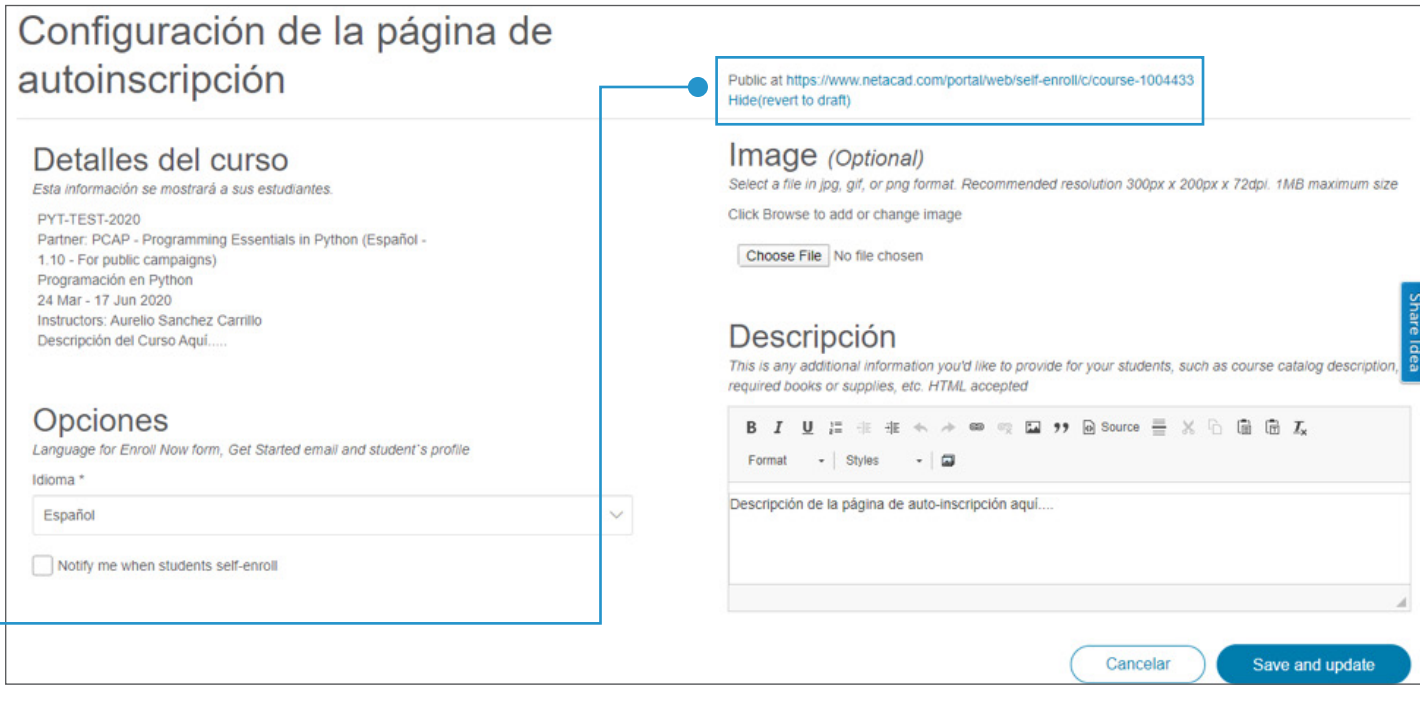 Configuración de la página de
autoinscripción
Public at https://www.netacad.com/portal/web/self-enroll/c/course-1004433
Hide(revert to draft)
Detalles del curso
Esta información se mostrará a sus estudiantes.
PYT-TEST-2020
Partner: PCAP - Programming Essentials in Python (Español -
1.10 - For public campaigns)
Programación en Python
24 Mar - 17 Jun 2020
Instructors: Aurelio Sanchez Carrillo
Descripción del Curso Aquí.....
Opciones
Language for Enroll Now form, Get Started email and student´s profile
Idioma *
Español
Notify me when students self-enroll
Image (Optional)
Select a file in jpg, gif, or png format. Recommended resolution 300px x 200px x 72dpi. 1MB maximum size
Click Browse to add or change image
Choose File No file chosen
Descripción
This is any additional information you'd like to provide for your students, such as course catalog description,
required books or supplies, etc. HTML accepted
B I U Source
Format Styles
Descripción de la página de auto-inscripción aquí....
Cancelar Save and update
Share Idea